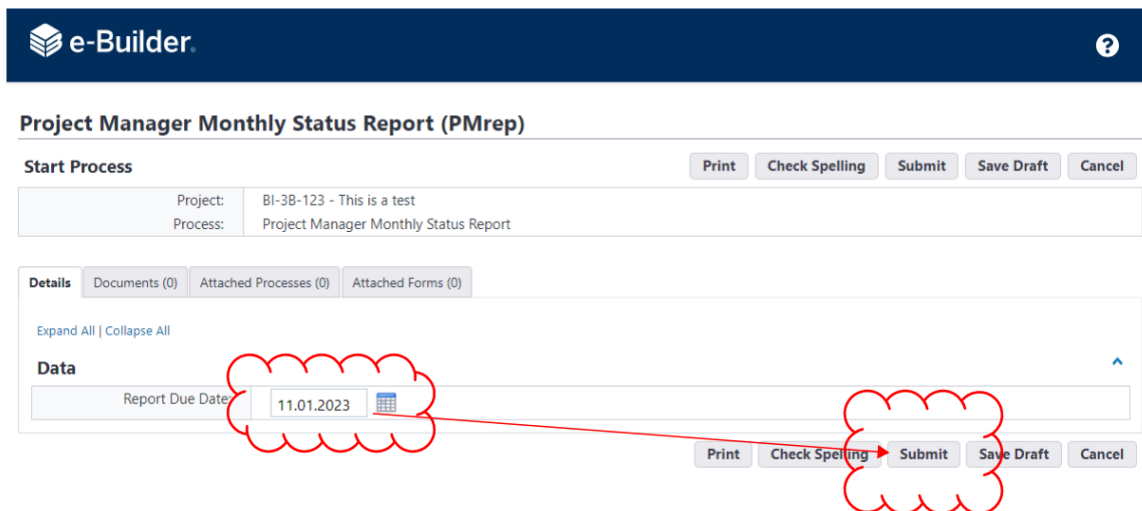 e-Builder.
Project Manager Monthly Status Report (PMrep)
Start Process
Print Check Spelling Submit Save Draft Cancel
Project: BI-3B-123 - This is a test
Process: Project Manager Monthly Status Report
Details Documents (0) Attached Processes (0) Attached Forms (0)
Expand All | Collapse All
Data
Report Due Date: 11.01.2023
Print Check Spelling Submit Save Draft Cancel